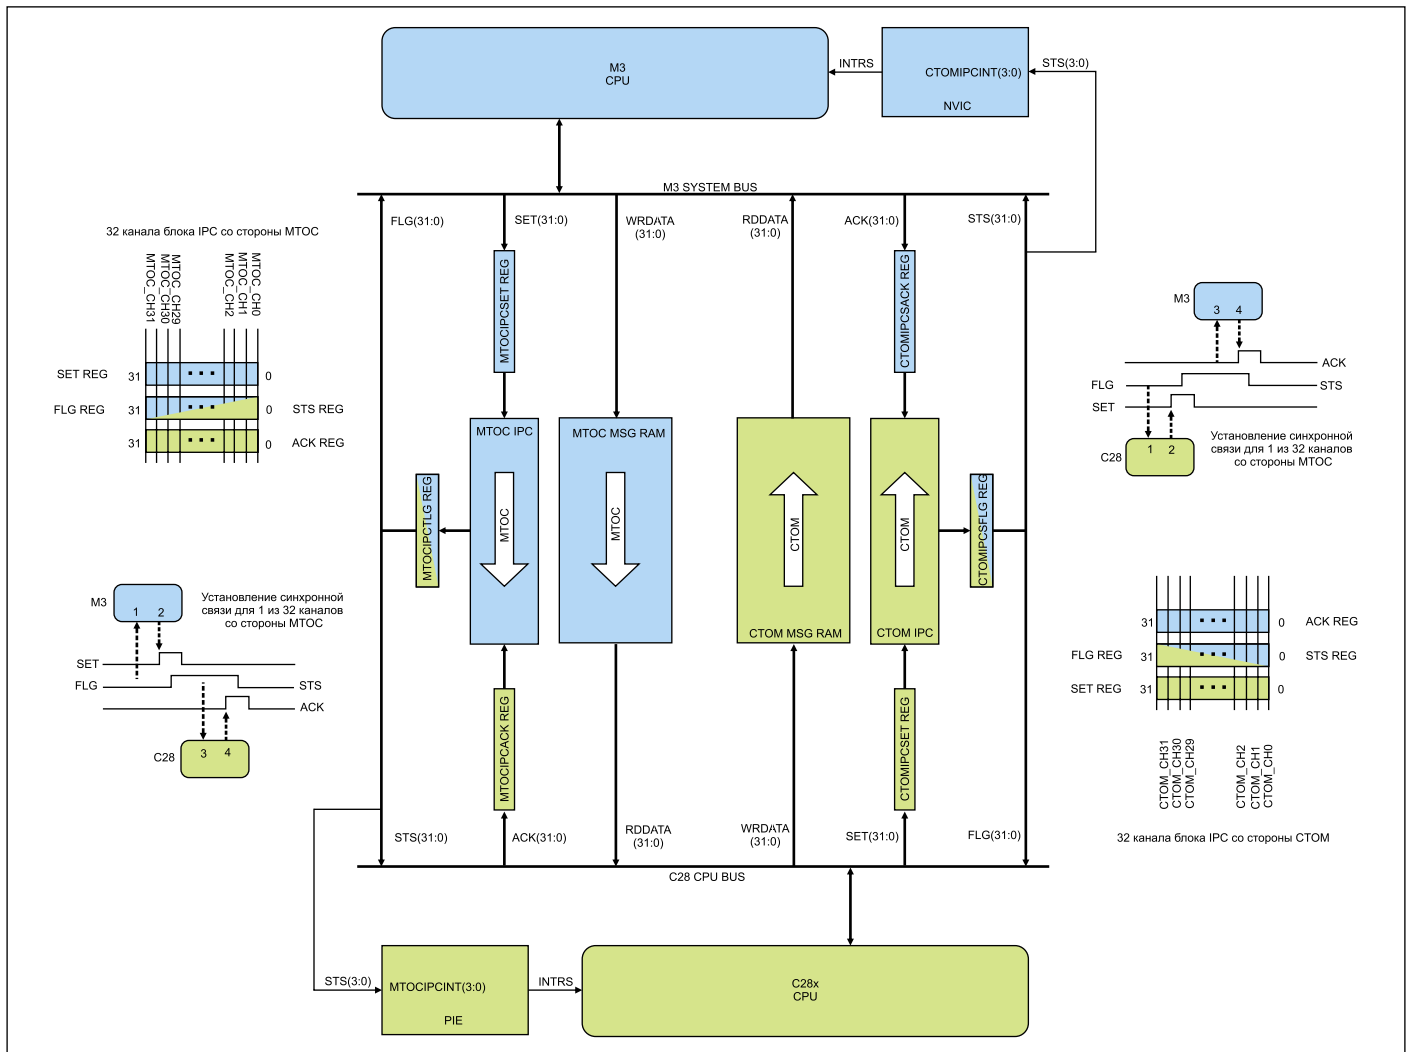 M3
CPU
INTRS
CTOMIPCINT(3:0)
NVIC
STS(3:0)
M3 SYSTEM BUS
FLG(31:0)
SET(31:0)
WRDATA
(31:0)
RDDATA
(31:0)
ACK(31:0)
STS(31:0)
32 канала блока IPC со стороны МТОС
MTOC_CH31
MTOC_CH30
MTOC_CH29
MTOC_CH2
MTOC_CH1
MTOC_CH0
SET REG
31
0
FLG REG
31
0
STS REG
31
0
ACK REG
MTOCIPCSET REG
CTOMIPCSACK REG
MTOC IPC
MTOC
MTOC MSG RAM
MTOC
CTOM
CTOM MSG RAM
CTOM
CTOM IPC
MTOCIPCTLG REG
CTOMIPCSFLG REG
MTOCIPCACK REG
CTOMIPCSET REG
M3
3
4
ACK
FLG
STS
SET
1
2
C28
Установление синхронной
связи для 1 из 32 каналов
со стороны МТОС
M3
1
2
Установление синхронной
связи для 1 из 32 каналов
со стороны МТОС
SET
FLG
STS
ACK
C28
3
4
31
0
ACK REG
FLG REG
31
0
STS REG
SET REG
31
0
CTOM_CH31
CTOM_CH30
CTOM_CH29
CTOM_CH2
CTOM_CH1
CTOM_CH0
32 канала блока IPC со стороны СТОМ
STS(31:0)
ACK(31:0)
RDDATA
(31:0)
WRDATA
(31:0)
SET(31:0)
FLG(31:0)
C28 CPU BUS
STS(3:0)
MTOCIPCINT(3:0)
PIE
INTRS
C28x
CPU